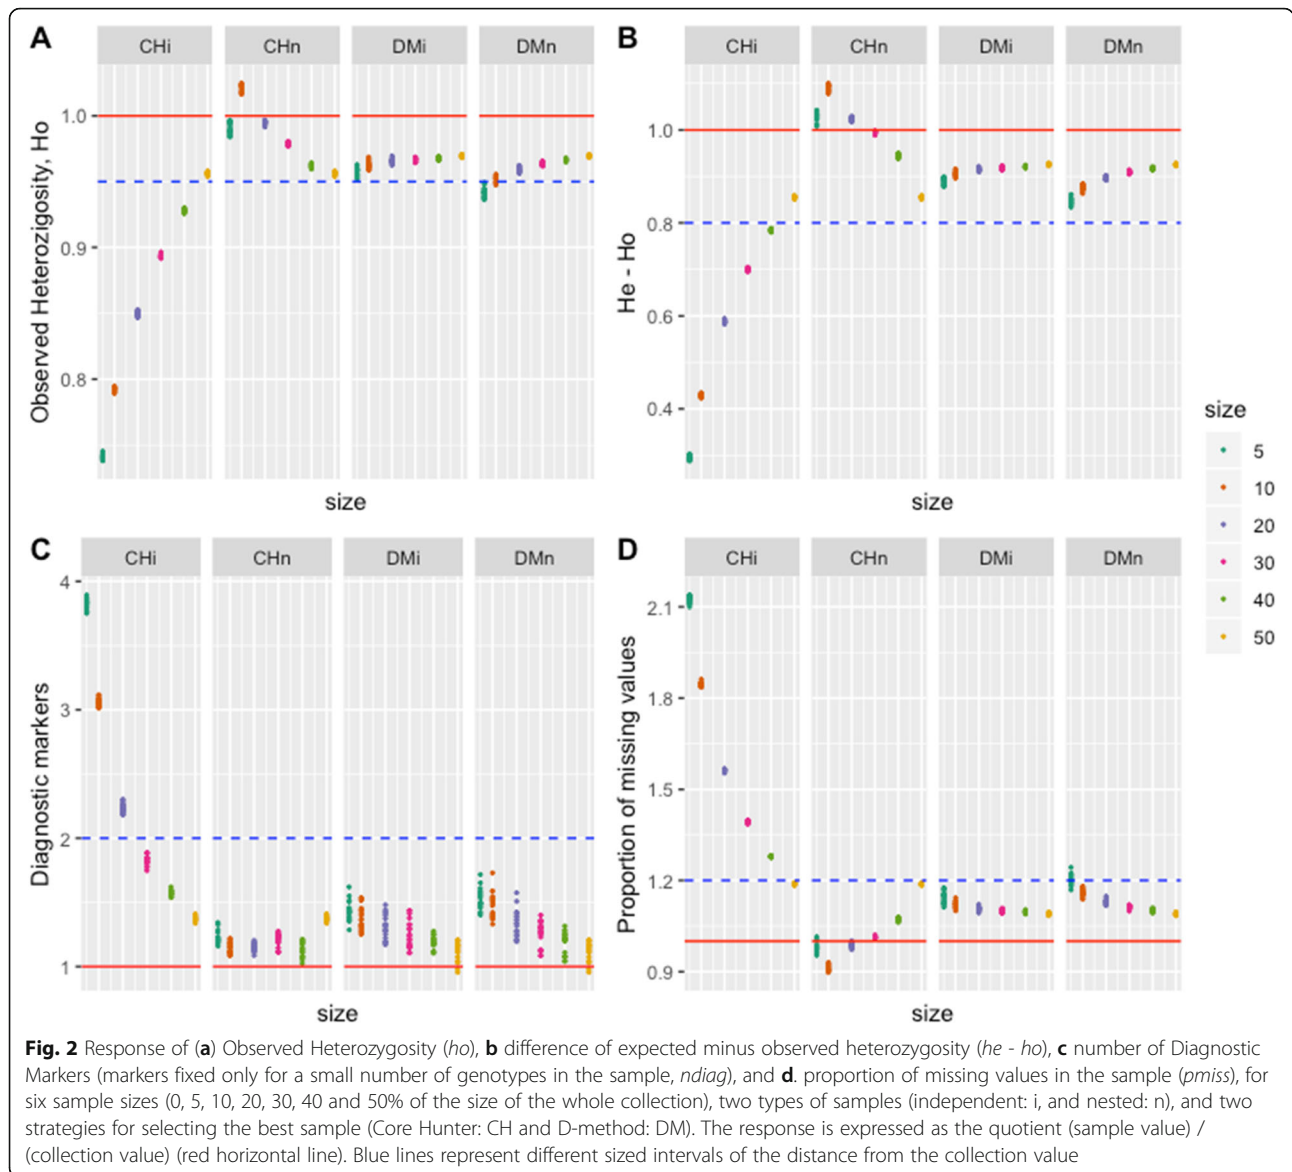 A
CHi
CHn
DMi
DMn
Observed Heterozigosity, Ho
1.0
0.9
0.8
size
B
CHi
CHn
DMi
DMn
He - Ho
1.0
0.8
0.6
0.4
size
size
5
10
20
30
40
50
C
CHi
CHn
DMi
DMn
Diagnostic markers
4
3
2
1
size
D
CHi
CHn
DMi
DMn
Proportion of missing values
2.1
1.8
1.5
1.2
0.9
size
Fig. 2 Response of (a) Observed Heterozygosity (ho), b difference of expected minus observed heterozygosity (he - ho), c number of Diagnostic
Markers (markers fixed only for a small number of genotypes in the sample, ndiag), and d. proportion of missing values in the sample (pmiss), for
six sample sizes (0, 5, 10, 20, 30, 40 and 50% of the size of the whole collection), two types of samples (independent: i, and nested: n), and two
strategies for selecting the best sample (Core Hunter: CH and D-method: DM). The response is expressed as the quotient (sample value) /
(collection value) (red horizontal line). Blue lines represent different sized intervals of the distance from the collection value